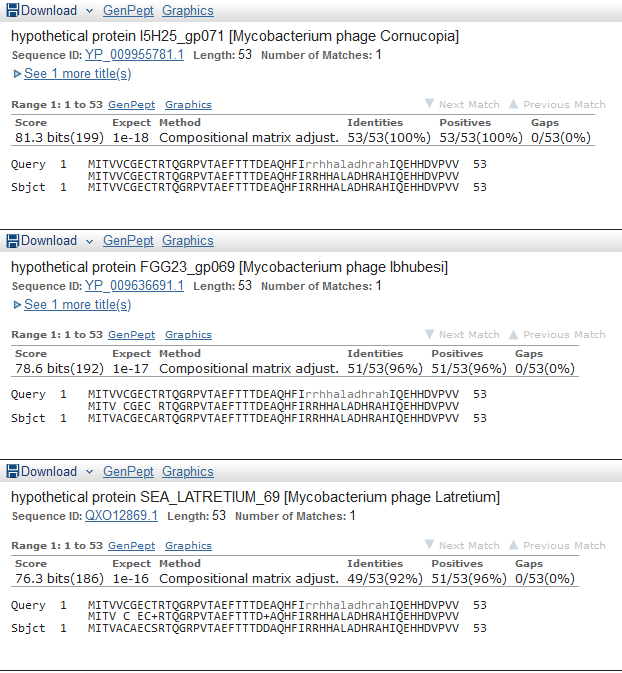 Download GenPept Graphics
hypothetical protein I5H25_gp071 [Mycobacterium phage Cornucopia]
Sequence ID: YP_009955781.1 Length: 53 Number of Matches: 1
See 1 more title(s)
Range 1: 1 to 53 GenPept Graphics Next Match Previous Match
Score Expect Method Identities Positives Gaps
81.3 bits(199) 1e-18 Compositional matrix adjust. 53/53(100%) 53/53(100%) 0/53(0%)
Query 1 MITVVCGECTRTQGRPVTAEFTTTDEAQHFIrrhhaladhrahIQEHHDVPVV 53
MITVVCGECTRTQGRPVTAEFTTTDEAQHFIRRHHALADHRAHIQEHHDVPVV
Sbjct 1 MITVVCGECTRTQGRPVTAEFTTTDEAQHFIRRHHALADHRAHIQEHHDVPVV 53
Download GenPept Graphics
hypothetical protein FGG23_gp069 [Mycobacterium phage Ibhubesi]
Sequence ID: YP_009636691.1 Length: 53 Number of Matches: 1
See 1 more title(s)
Range 1: 1 to 53 GenPept Graphics Next Match Previous Match
Score Expect Method Identities Positives Gaps
78.6 bits(192) 1e-17 Compositional matrix adjust. 51/53(96%) 51/53(96%) 0/53(0%)
Query 1 MITVVCGECTRTQGRPVTAEFTTTDEAQHFIrrhhaladhrahIQEHHDVPVV 53
MITV CGEC RTQGRPVTAEFTTTDEAQHFIRRHHALADHRAHIQEHHDVPVV
Sbjct 1 MITVACGECARTQGRPVTAEFTTTDEAQHFIRRHHALADHRAHIQEHHDVPVV 53
Download GenPept Graphics
hypothetical protein SEA_LATRETIUM_69 [Mycobacterium phage Latretium]
Sequence ID: QXO12869.1 Length: 53 Number of Matches: 1
Range 1: 1 to 53 GenPept Graphics Next Match Previous Match
Score Expect Method Identities Positives Gaps
76.3 bits(186) 1e-16 Compositional matrix adjust. 49/53(92%) 51/53(96%) 0/53(0%)
Query 1 MITVVCGECTRTQGRPVTAEFTTTDEAQHFIrrhhaladhrahIQEHHDVPVV 53
MITV C EC+RTQGRPVTAEFTTTD+AQHFIRRHHALADHRAHIQEHHDVPVV
Sbjct 1 MITVACAECSRTQGRPVTAEFTTTDDAQHFIRRHHALADHRAHIQEHHDVPVV 53